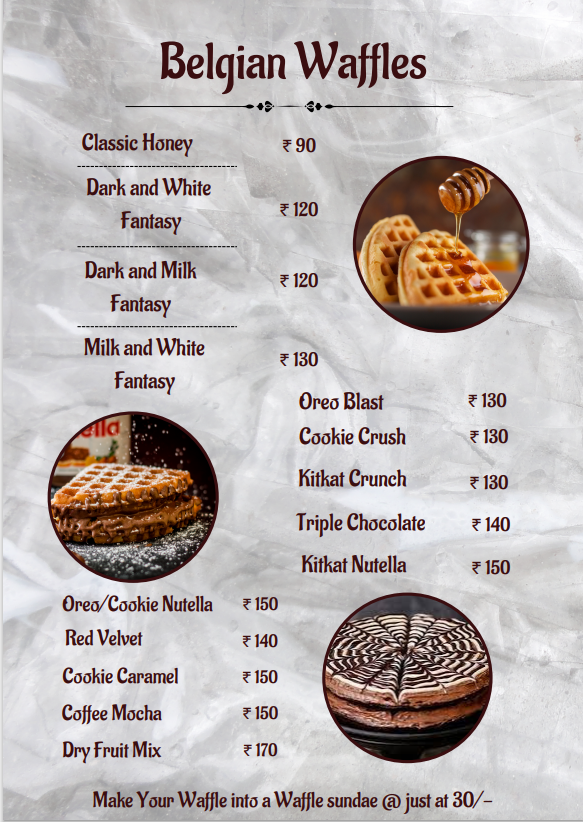 Belgian Waffles
Classic Honey ₹ 90
Dark and White
Fantasy ₹ 120
Dark and Milk
Fantasy ₹ 120
Milk and White
Fantasy ₹ 130
Oreo Blast ₹ 130
Cookie Crush ₹ 130
Kitkat Crunch ₹ 130
Triple Chocolate ₹ 140
Kitkat Nutella ₹ 150
Oreo/Cookie Nutella ₹ 150
Red Velvet ₹ 140
Cookie Caramel ₹ 150
Coffee Mocha ₹ 150
Dry Fruit Mix ₹ 170
Make Your Waffle into a Waffle sundae @ just at 30/-